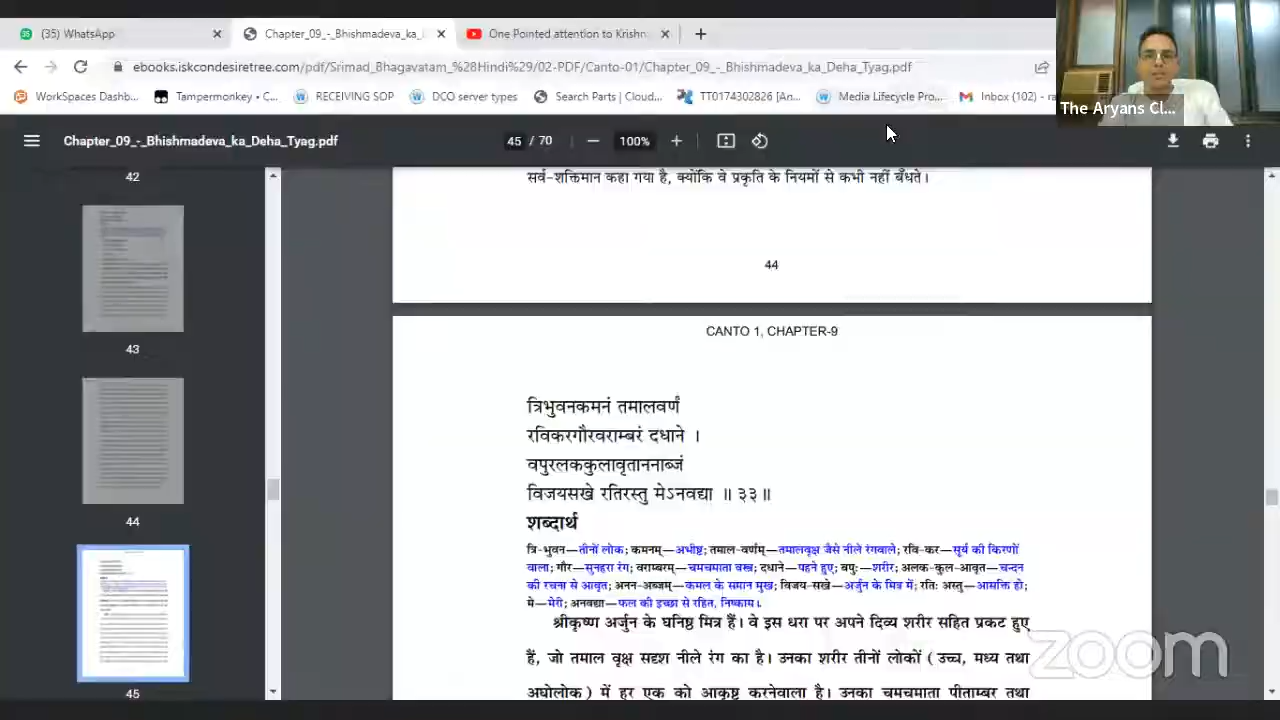 (35) WhatsApp
Chapter_09_-_Bhishmadeva_ka_
One Pointed attention to Krishn
ebooks.iskcondesiretree.com/pdf/Srimad_Bhagavatam_%28Hindi%29/02-PDF/Canto-01/Chapter_09_-_Bhishmadeva_ka_Deha_Tyag.pdf
WorkSpaces Dashb...
Tampermonkey • C...
RECEIVING SOP
DCO server types
Search Parts | Cloud...
TT0174302826 [An...
Media Lifecycle Pro...
Inbox (102) - ra
The Aryans Cl...
Chapter_09_-_Bhishmadeva_ka_Deha_Tyag.pdf
45 / 70
100%
42
43
44
45
सर्व-शक्तिमान कहा गया है, क्योंकि वे प्रकृति के नियमों से कभी नहीं बँधते।
44
CANTO 1, CHAPTER-9
त्रिभुवनकमनं तमालवर्णं
रविकरगौरवराम्बरं दधाने ।
वपुरलककुलावृताननाब्जं
विजयसखे रतिरस्तु मेऽनवद्या ॥ ३३॥
शब्दार्थ
त्रि-भुवन—तीनों लोक; कमनम्—अभीष्ट; तमाल-वर्णम्—तमालवृक्ष जैसे नीले रंगवाले; रवि-कर—सूर्य की किरणों
वाला; गौर—सुनहरा रंग; वराम्बरम्—चमचमाता वस्त्र; दधाने—पहने हुए; वपुः—शरीर; अलक-कुल-आवृत—चन्दन
की रचना से आवृत; अनन-अब्जम्—कमल के समान मुख; विजय-सखे—अर्जुन के मित्र में; रतिः अस्तु—आसक्ति हो;
मे—मेरी; अनवद्या—फल की इच्छा से रहित, निष्काम।
श्रीकृष्ण अर्जुन के घनिष्ठ मित्र हैं। वे इस धरा पर अपने दिव्य शरीर सहित प्रकट हुए
हैं, जो तमाल वृक्ष सदृश नीले रंग का है। उनका शरीर तीनों लोकों ( उच्च, मध्य तथा
अधोलोक ) में हर एक को आकृष्ट करनेवाला है। उनका चमचमाता पीताम्बर तथा
zoom